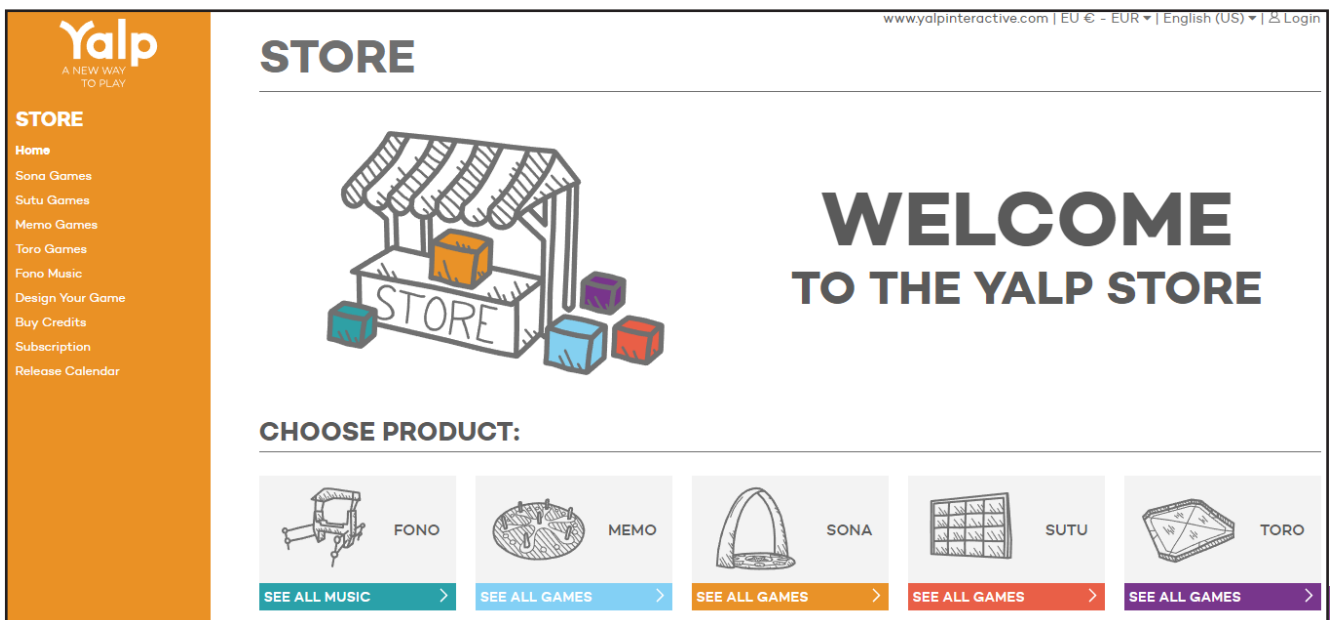 Yalp
A NEW WAY
TO PLAY
STORE
Home
Sona Games
Sutu Games
Memo Games
Toro Games
Fono Music
Design Your Game
Buy Credits
Subscription
Release Calendar
www.yalpinteractive.com | EU € - EUR | English (US) | Login
STORE
STORE
WELCOME
TO THE YALP STORE
CHOOSE PRODUCT:
FONO
SEE ALL MUSIC
MEMO
SEE ALL GAMES
SONA
SEE ALL GAMES
SUTU
SEE ALL GAMES
TORO
SEE ALL GAMES